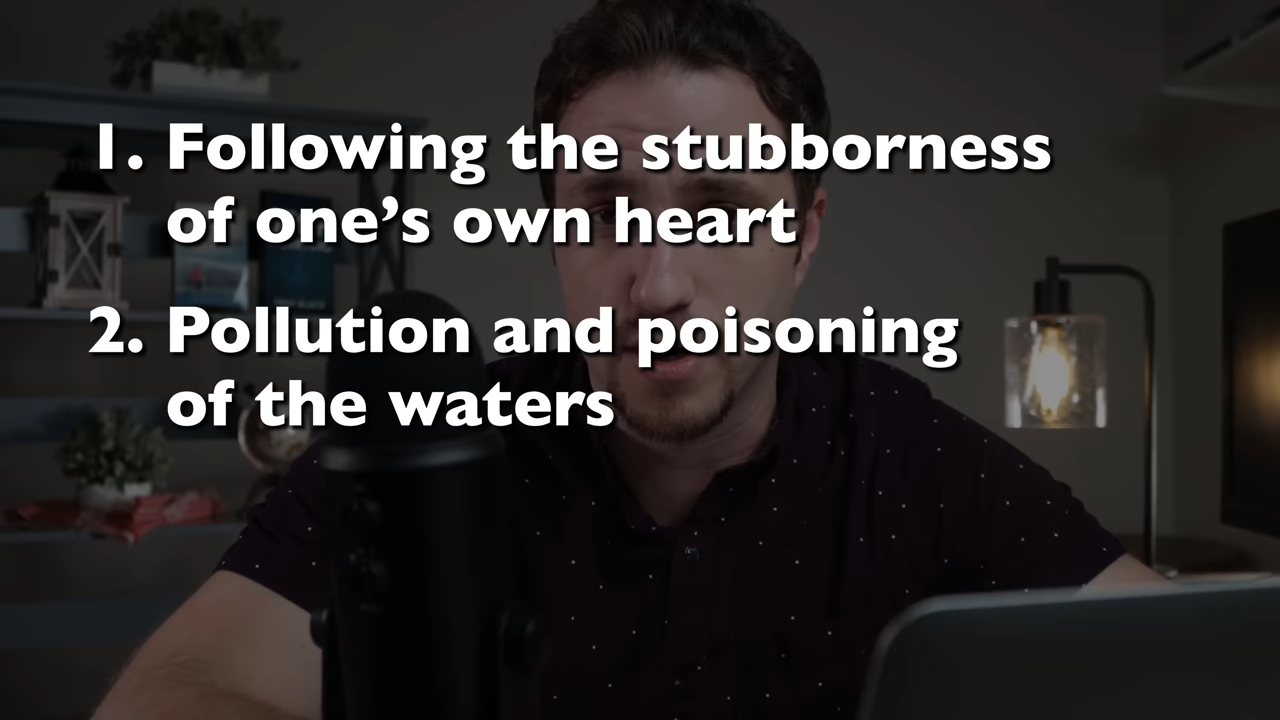 1. Following the stubborness
of one’s own heart
2. Pollution and poisoning
of the waters